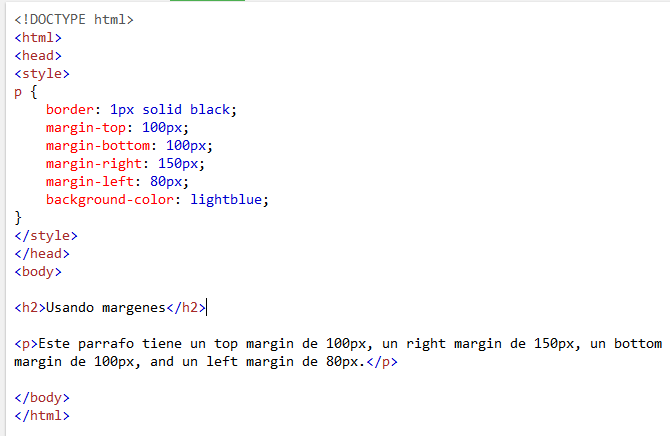 <!DOCTYPE html>
<html>
<head>
<style>
p {
    border: 1px solid black;
    margin-top: 100px;
    margin-bottom: 100px;
    margin-right: 150px;
    margin-left: 80px;
    background-color: lightblue;
}
</style>
</head>
<body>

<h2>Usando margenes</h2>

<p>Este parrafo tiene un top margin de 100px, un right margin de 150px, un bottom
margin de 100px, and un left margin de 80px.</p>

</body>
</html>